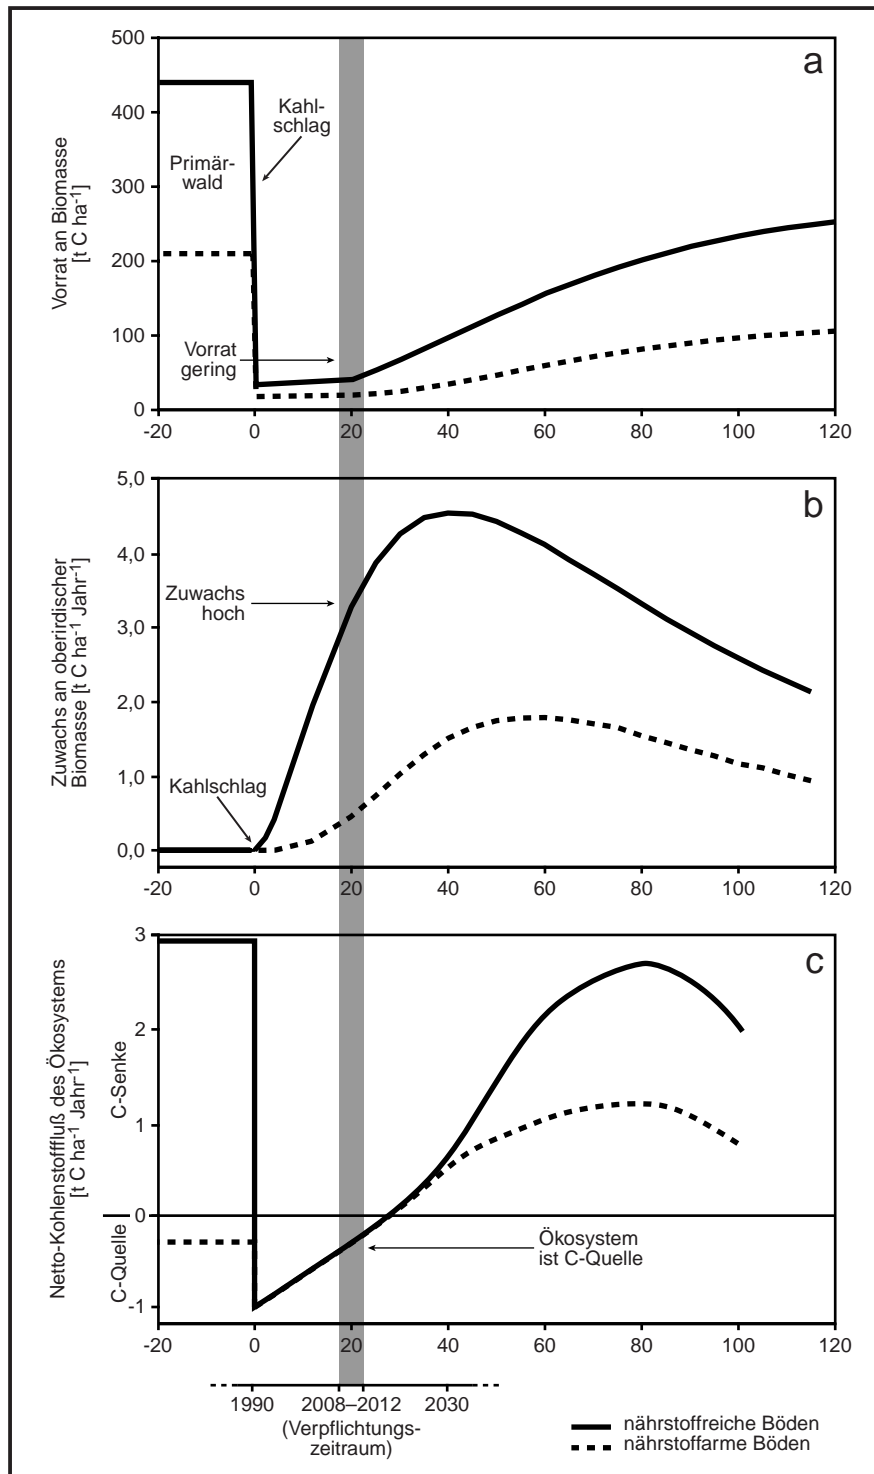 a
Vorrat an Biomasse
[t C ha-1]
500
400
300
200
100
0
Kahl-
schlag
Primär-
wald
Vorrat
gering
-20 0 20 40 60 80 100 120
b
Zuwachs an oberirdischer
Biomasse [t C ha-1 Jahr-1]
5,0
4,0
3,0
2,0
1,0
0,0
Zuwachs
hoch
Kahlschlag
-20 0 20 40 60 80 100 120
c
Netto-Kohlenstofffluß des Ökosystems
[t C ha-1 Jahr-1]
C-Quelle C-Senke
3
2
1
0
-1
Ökosystem
ist C-Quelle
-20 0 20 40 60 80 100 120
1990 2008–2012 2030
(Verpflichtungs-
zeitraum)
nährstoffreiche Böden
nährstoffarme Böden